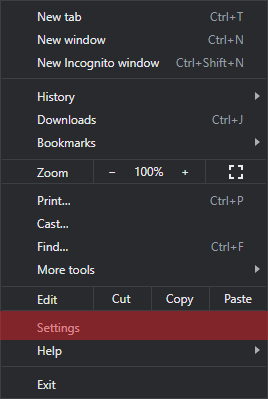 New tab Ctrl+T
New window Ctrl+N
New Incognito window Ctrl+Shift+N
History
Downloads Ctrl+J
Bookmarks
Zoom − 100% +
Print... Ctrl+P
Cast...
Find... Ctrl+F
More tools
Edit Cut Copy Paste
Settings
Help
Exit